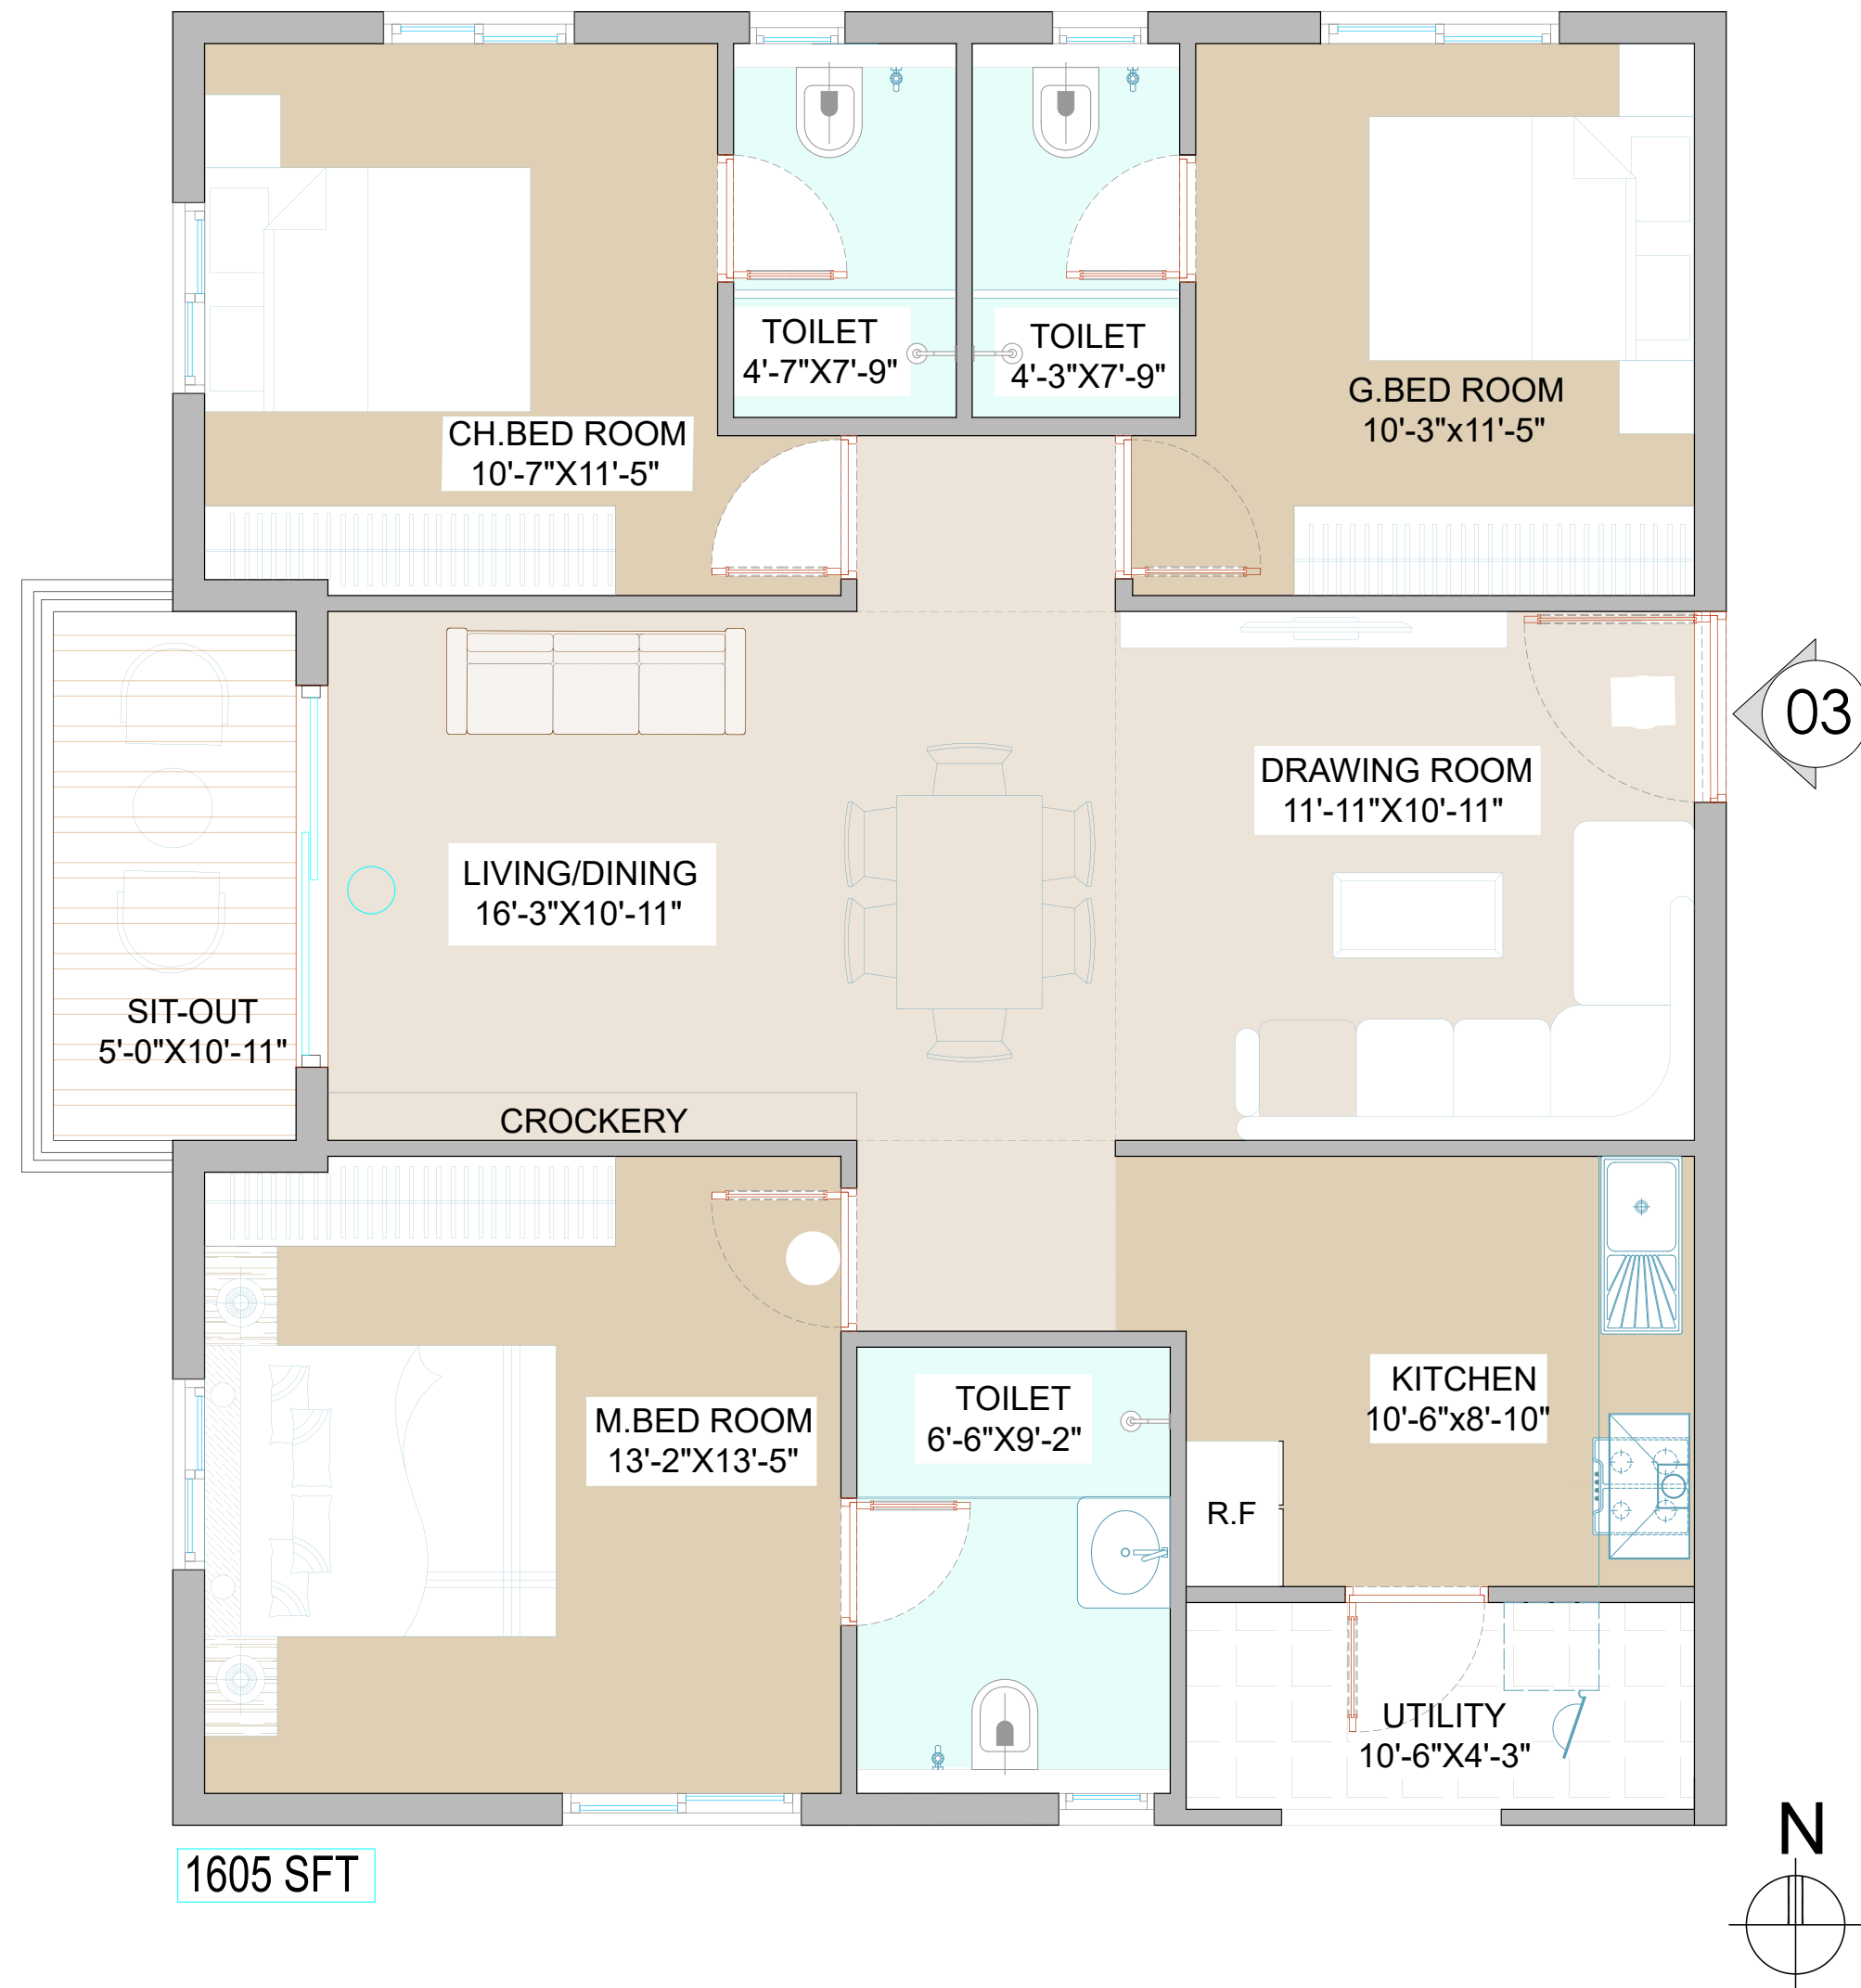 TOILET
4'-7"X7'-9"
TOILET
4'-3"X7'-9"
G.BED ROOM
10'-3"x11'-5"
CH.BED ROOM
10'-7"X11'-5"
03
DRAWING ROOM
11'-11"X10'-11"
LIVING/DINING
16'-3"X10'-11"
SIT-OUT
5'-0"X10'-11"
CROCKERY
M.BED ROOM
13'-2"X13'-5"
TOILET
6'-6"X9'-2"
KITCHEN
10'-6"x8'-10"
R.F
UTILITY
10'-6"X4'-3"
1605 SFT
N